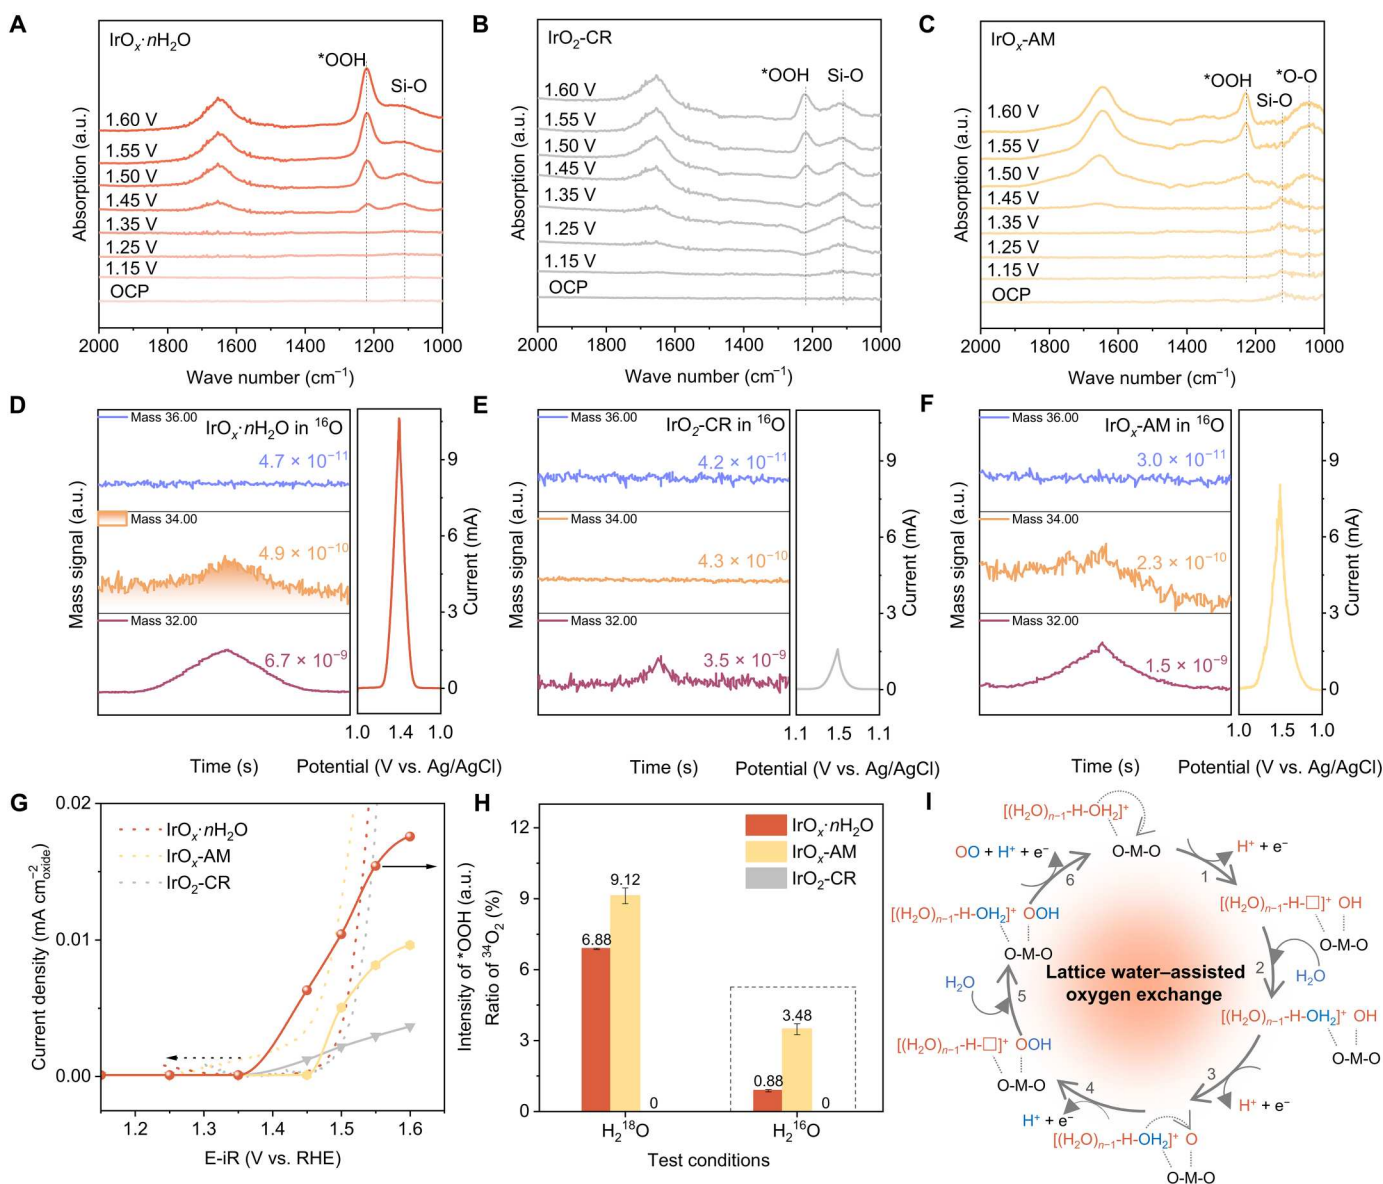 A
IrOₓ·nH₂O
*OOH
Si-O
1.60 V
1.55 V
1.50 V
1.45 V
1.35 V
1.25 V
1.15 V
OCP
Absorption (a.u.)
2000 1800 1600 1400 1200 1000
Wave number (cm⁻¹)
B
IrO₂-CR
*OOH
Si-O
1.60 V
1.55 V
1.50 V
1.45 V
1.35 V
1.25 V
1.15 V
OCP
Absorption (a.u.)
2000 1800 1600 1400 1200 1000
Wave number (cm⁻¹)
C
IrOₓ-AM
*O-O
*OOH
Si-O
1.60 V
1.55 V
1.50 V
1.45 V
1.35 V
1.25 V
1.15 V
OCP
Absorption (a.u.)
2000 1800 1600 1400 1200 1000
Wave number (cm⁻¹)
D
Mass 36.00
IrOₓ·nH₂O in ¹⁶O
4.7 × 10⁻¹¹
Mass 34.00
4.9 × 10⁻¹⁰
Mass 32.00
6.7 × 10⁻⁹
Mass signal (a.u.)
9
6
3
0
Current (mA)
1.0 1.4 1.0
Time (s)
Potential (V vs. Ag/AgCl)
E
Mass 36.00
IrO₂-CR in ¹⁶O
4.2 × 10⁻¹¹
Mass 34.00
4.3 × 10⁻¹⁰
Mass 32.00
3.5 × 10⁻⁹
Mass signal (a.u.)
9
6
3
0
Current (mA)
1.1 1.5 1.1
Time (s)
Potential (V vs. Ag/AgCl)
F
Mass 36.00
IrOₓ-AM in ¹⁶O
3.0 × 10⁻¹¹
Mass 34.00
2.3 × 10⁻¹⁰
Mass 32.00
1.5 × 10⁻⁹
Mass signal (a.u.)
9
6
3
0
Current (mA)
1.0 1.5 1.0
Time (s)
Potential (V vs. Ag/AgCl)
G
0.02
0.01
0.00
IrOₓ·nH₂O
IrOₓ-AM
IrO₂-CR
Current density (mA cm⁻²oxide)
1.2 1.3 1.4 1.5 1.6
E-iR (V vs. RHE)
Intensity of *OOH (a.u.)
H
Ratio of ³⁴O₂ (%)
12
9
6
3
0
IrOₓ·nH₂O
IrOₓ-AM
IrO₂-CR
9.12
6.88
0
3.48
0.88
0
H₂¹⁸O
H₂¹⁶O
Test conditions
I
[(H₂O)ₙ₋₁-H-OH₂]⁺
O-M-O
1
H⁺ + e⁻
[(H₂O)ₙ₋₁-H-□]⁺ OH
O-M-O
2
H₂O
[(H₂O)ₙ₋₁-H-OH₂]⁺ OH
O-M-O
3
H⁺ + e⁻
[(H₂O)ₙ₋₁-H-OH₂]⁺ O
O-M-O
4
H⁺ + e⁻
[(H₂O)ₙ₋₁-H-□]⁺ OOH
O-M-O
5
H₂O
[(H₂O)ₙ₋₁-H-OH₂]⁺ OOH
O-M-O
6
OO + H⁺ + e⁻
Lattice water–assisted
oxygen exchange